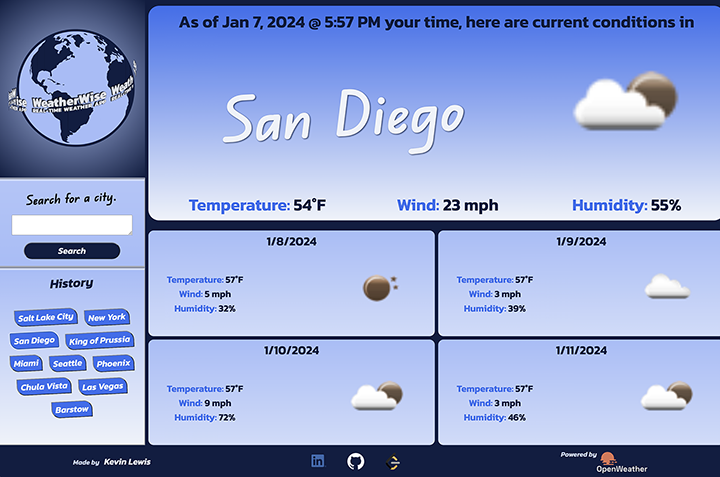 WeatherWise
REAL-TIME WEATHER APP
Search for a city.
Search
History
Salt Lake City
New York
San Diego
King of Prussia
Miami
Seattle
Phoenix
Chula Vista
Las Vegas
Barstow
As of Jan 7, 2024 @ 5:57 PM your time, here are current conditions in
San Diego
Temperature: 54°F
Wind: 23 mph
Humidity: 55%
1/8/2024
Temperature: 57°F
Wind: 5 mph
Humidity: 32%
1/9/2024
Temperature: 57°F
Wind: 3 mph
Humidity: 39%
1/10/2024
Temperature: 57°F
Wind: 9 mph
Humidity: 72%
1/11/2024
Temperature: 57°F
Wind: 3 mph
Humidity: 46%
Made by Kevin Lewis
in
Powered by
OpenWeather